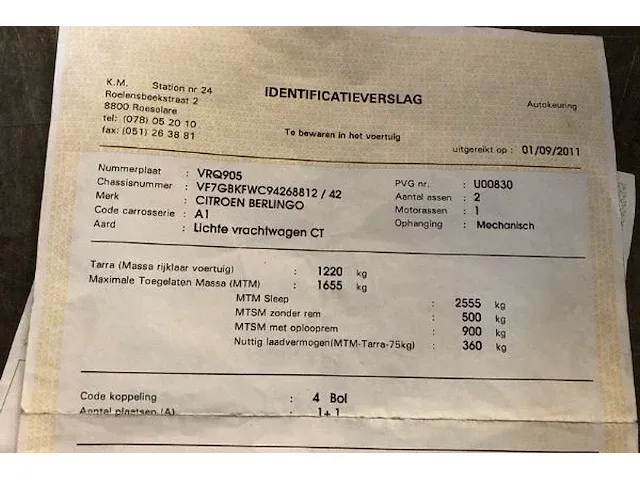 K.M. Station nr 24
Roelensbeekstraat 2
8800 Roeselare
tel: (078) 05 20 10
fax: (051) 26 38 81
IDENTIFICATIEVERSLAG
Te bewaren in het voertuig
Autokeuring
uitgereikt op : 01/09/2011
Nummerplaat : VRQ905
Chassisnummer : VF7GBKFWC94268812 / 42
Merk : CITROEN BERLINGO
Code carrosserie : A1
Aard : Lichte vrachtwagen CT
PVG nr. : U00830
Aantal assen : 2
Motorassen : 1
Ophanging : Mechanisch
Tarra (Massa rijklaar voertuig) : 1220 kg
Maximale Toegelaten Massa (MTM) : 1655 kg
MTM Sleep : 2555 kg
MTSM zonder rem : 500 kg
MTSM met oplooprem : 900 kg
Nuttig laadvermogen(MTM-Tarra-75kg) : 360 kg
Code koppeling : 4 Bol
Aantal plaatsen (A) : 1+1